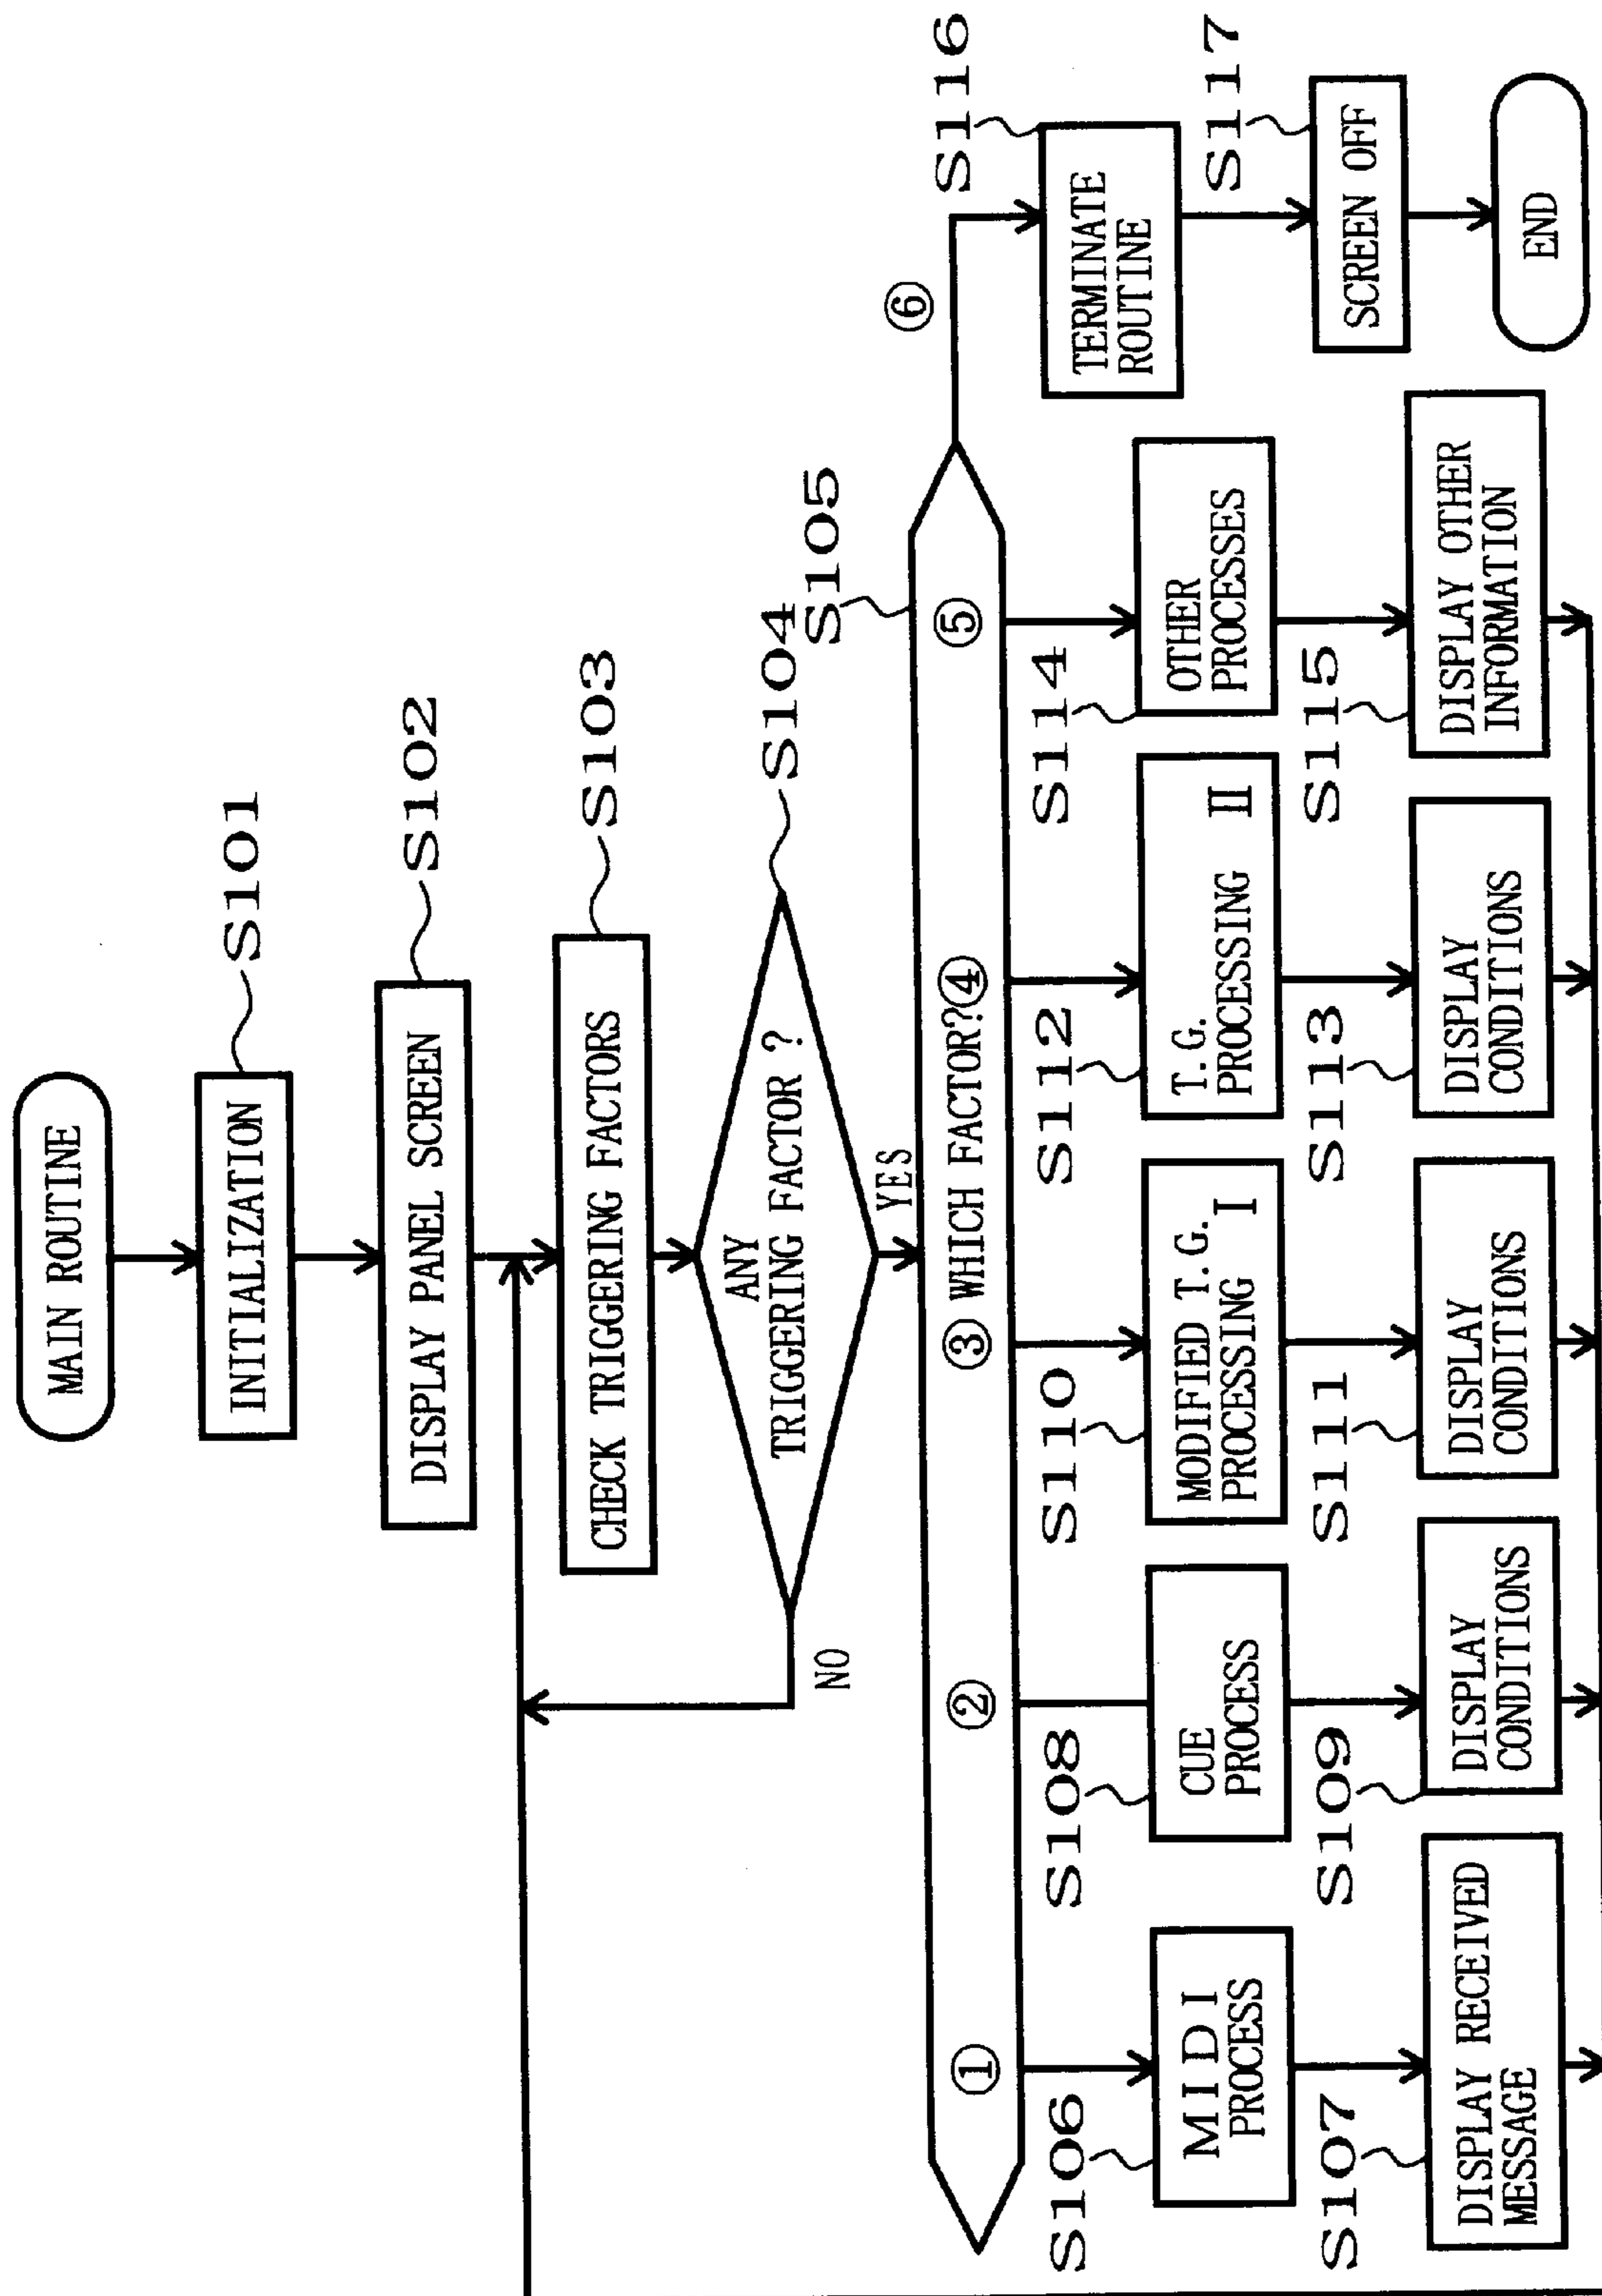 MAIN ROUTINE
INITIALIZATION
S101
DISPLAY PANEL SCREEN
S102
CHECK TRIGGERING FACTORS
S103
ANY
TRIGGERING FACTOR ?
S104
NO
YES
S105
① ② ③ WHICH FACTOR?④ ⑤
⑥
S106
MIDI
PROCESS
S107
DISPLAY RECEIVED
MESSAGE
S108
CUE
PROCESS
S109
DISPLAY
CONDITIONS
S110
MODIFIED T.G.
PROCESSING I
S111
DISPLAY
CONDITIONS
S112
T.G.
PROCESSING II
S113
DISPLAY
CONDITIONS
S114
OTHER
PROCESSES
S115
DISPLAY OTHER
INFORMATION
S116
TERMINATE
ROUTINE
S117
SCREEN OFF
END